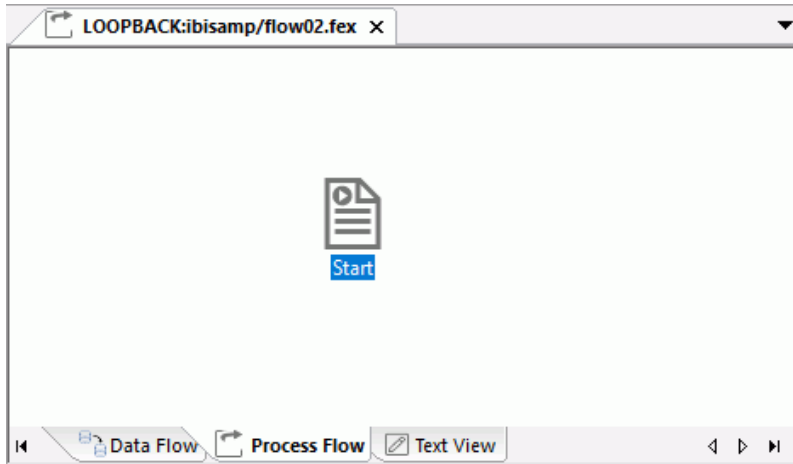 LOOPBACK:ibisamp/flow02.fex
Start
Data Flow Process Flow Text View